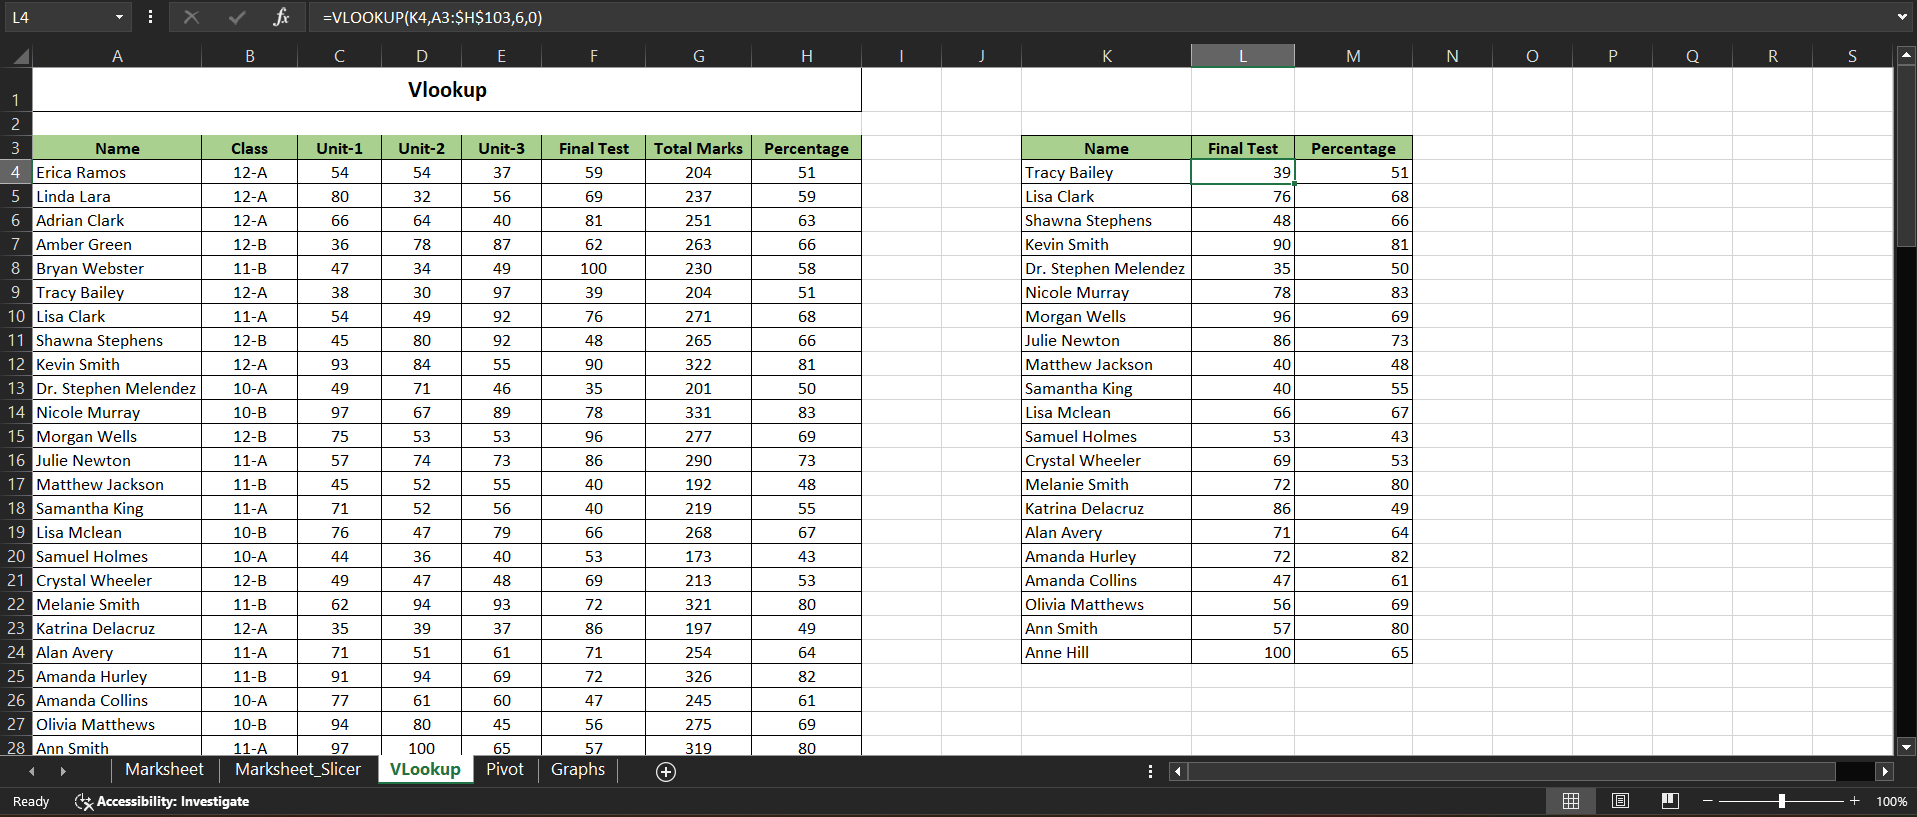 L4 fx =VLOOKUP(K4,A3:$H$103,6,0)
A B C D E F G H I J K L M N O P Q R S
1 Vlookup
2
3 Name Class Unit-1 Unit-2 Unit-3 Final Test Total Marks Percentage Name Final Test Percentage
4 Erica Ramos 12-A 54 54 37 59 204 51 Tracy Bailey 39 51
5 Linda Lara 12-A 80 32 56 69 237 59 Lisa Clark 76 68
6 Adrian Clark 12-A 66 64 40 81 251 63 Shawna Stephens 48 66
7 Amber Green 12-B 36 78 87 62 263 66 Kevin Smith 90 81
8 Bryan Webster 11-B 47 34 49 100 230 58 Dr. Stephen Melendez 35 50
9 Tracy Bailey 12-A 38 30 97 39 204 51 Nicole Murray 78 83
10 Lisa Clark 11-A 54 49 92 76 271 68 Morgan Wells 96 69
11 Shawna Stephens 12-B 45 80 92 48 265 66 Julie Newton 86 73
12 Kevin Smith 12-A 93 84 55 90 322 81 Matthew Jackson 40 48
13 Dr. Stephen Melendez 10-A 49 71 46 35 201 50 Samantha King 40 55
14 Nicole Murray 10-B 97 67 89 78 331 83 Lisa Mclean 66 67
15 Morgan Wells 12-B 75 53 53 96 277 69 Samuel Holmes 53 43
16 Julie Newton 11-A 57 74 73 86 290 73 Crystal Wheeler 69 53
17 Matthew Jackson 11-B 45 52 55 40 192 48 Melanie Smith 72 80
18 Samantha King 11-A 71 52 56 40 219 55 Katrina Delacruz 86 49
19 Lisa Mclean 10-B 76 47 79 66 268 67 Alan Avery 71 64
20 Samuel Holmes 10-A 44 36 40 53 173 43 Amanda Hurley 72 82
21 Crystal Wheeler 12-B 49 47 48 69 213 53 Amanda Collins 47 61
22 Melanie Smith 11-B 62 94 93 72 321 80 Olivia Matthews 56 69
23 Katrina Delacruz 12-A 35 39 37 86 197 49 Ann Smith 57 80
24 Alan Avery 11-A 71 51 61 71 254 64 Anne Hill 100 65
25 Amanda Hurley 11-B 91 94 69 72 326 82
26 Amanda Collins 10-A 77 61 60 47 245 61
27 Olivia Matthews 10-B 94 80 45 56 275 69
28 Ann Smith 11-A 97 100 65 57 319 80
Marksheet Marksheet_Slicer VLookup Pivot Graphs
Ready Accessibility: Investigate 100%